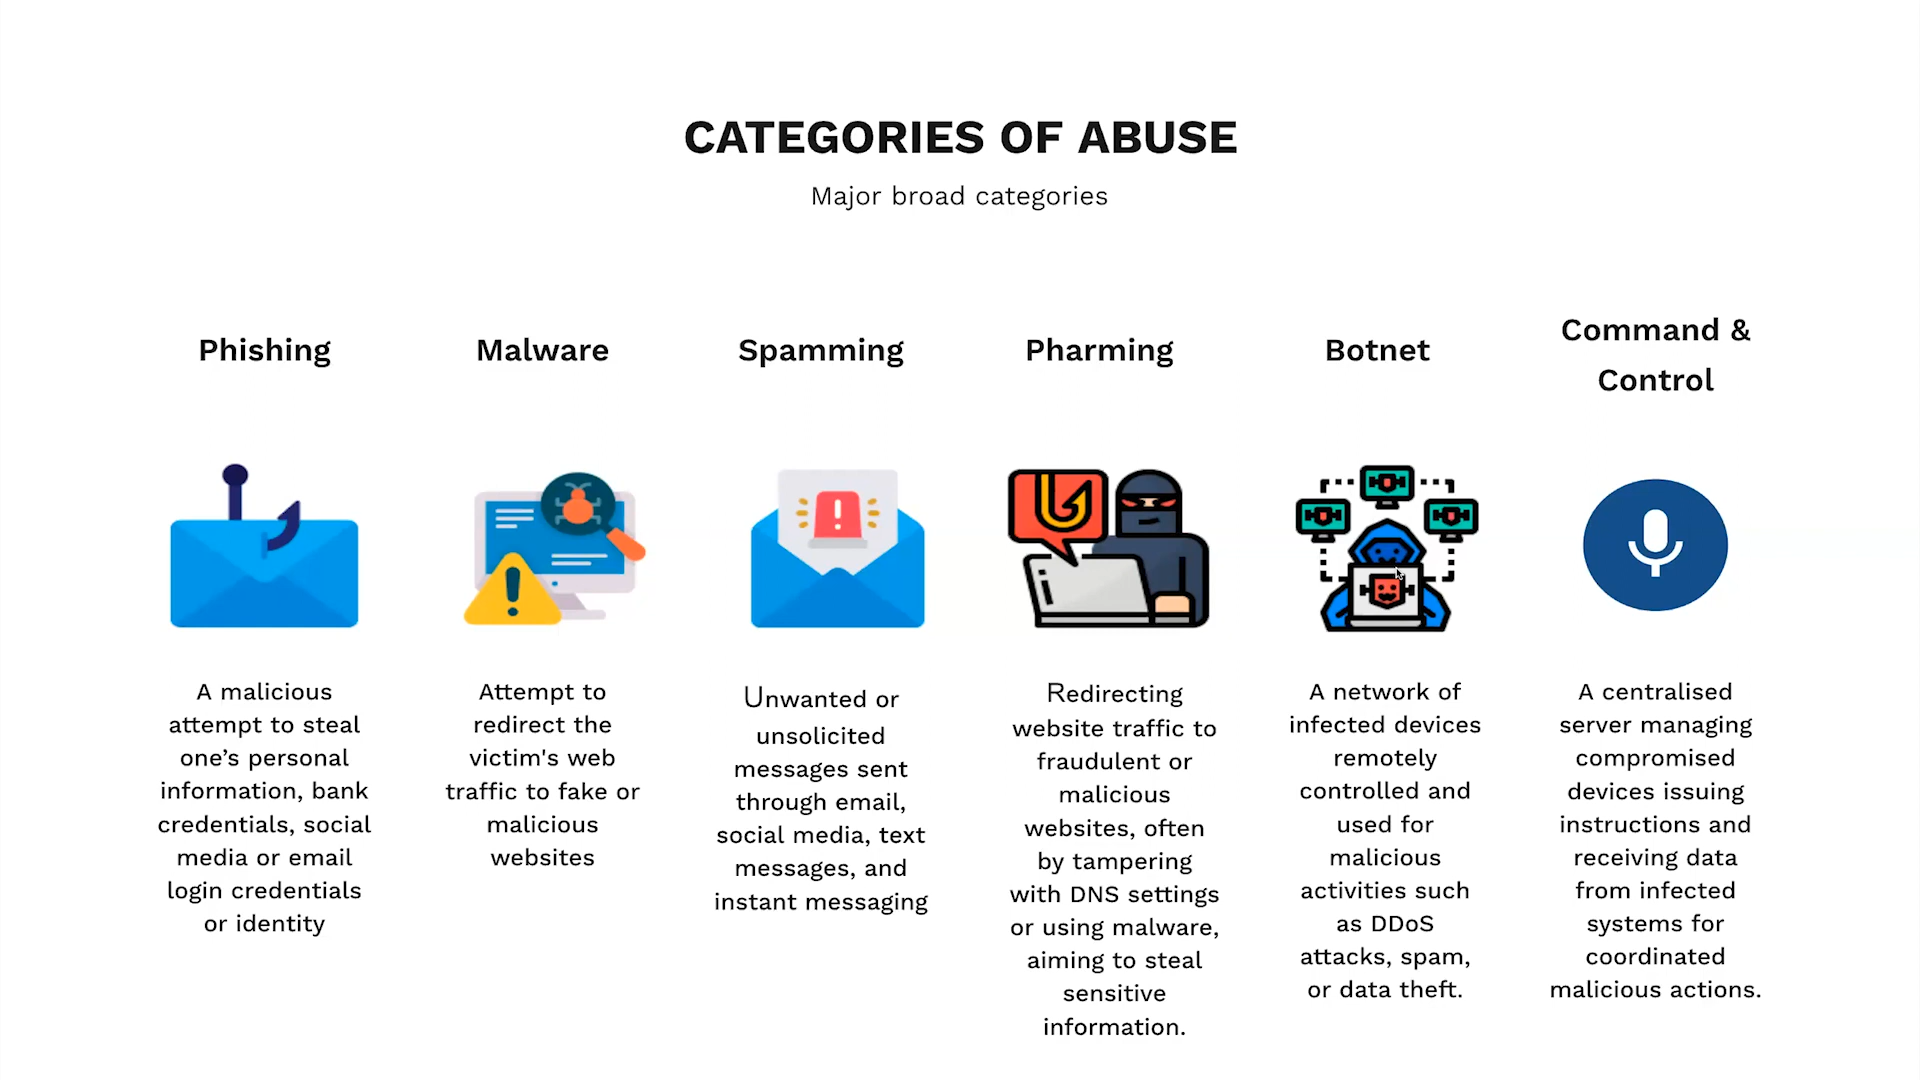 CATEGORIES OF ABUSE
Major broad categories
Phishing
A malicious
attempt to steal
one’s personal
information, bank
credentials, social
media or email
login credentials
or identity
Malware
Attempt to
redirect the
victim's web
traffic to fake or
malicious
websites
Spamming
Unwanted or
unsolicited
messages sent
through email,
social media, text
messages, and
instant messaging
Pharming
Redirecting
website traffic to
fraudulent or
malicious
websites, often
by tampering
with DNS settings
or using malware,
aiming to steal
sensitive
information.
Botnet
A network of
infected devices
remotely
controlled and
used for
malicious
activities such
as DDoS
attacks, spam,
or data theft.
Command &
Control
A centralised
server managing
compromised
devices issuing
instructions and
receiving data
from infected
systems for
coordinated
malicious actions.